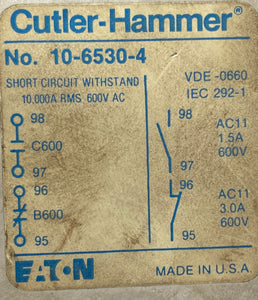 Cutler-Hammer®
No. 10-6530-4
SHORT CIRCUIT WITHSTAND
10,000A RMS 600V AC
VDE -0660
IEC 292-1
98
C600
97
96
B600
95
98
97
AC11
1.5A
600V
96
95
AC11
3.0A
600V
EATON
MADE IN U.S.A.